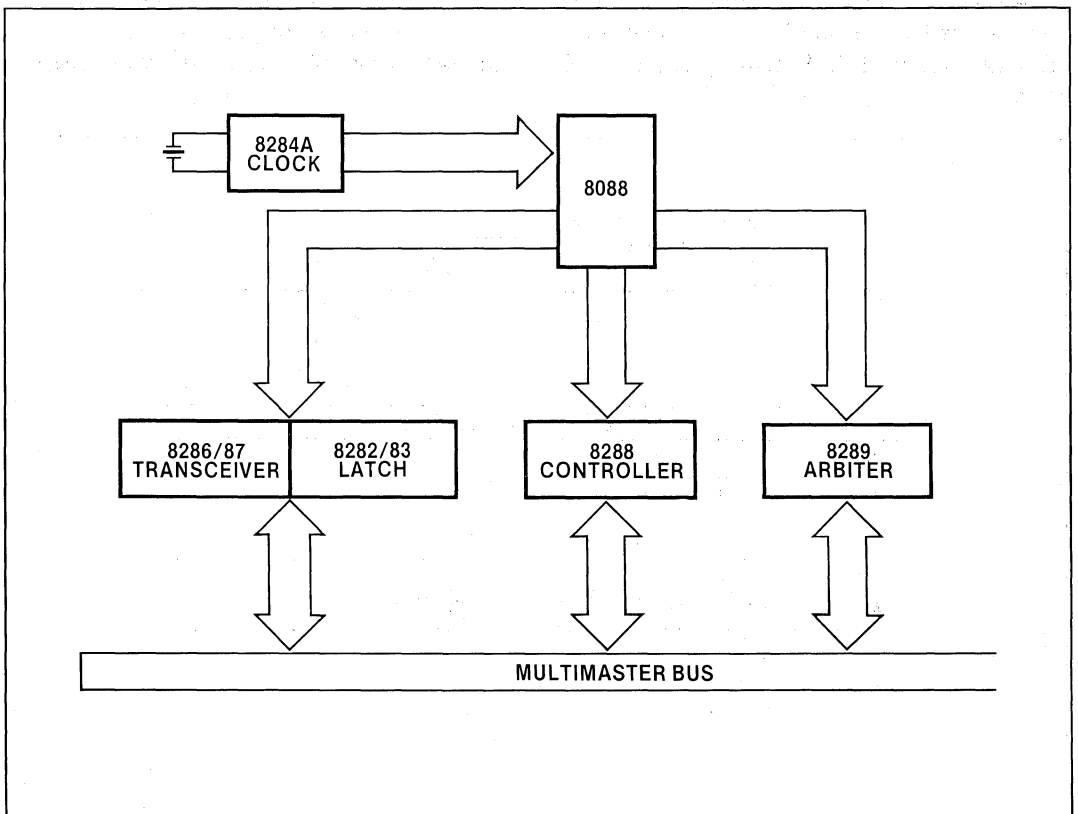 8284A
CLOCK
8088
8286/87
TRANSCEIVER
8282/83
LATCH
8288
CONTROLLER
8289
ARBITER
MULTIMASTER BUS